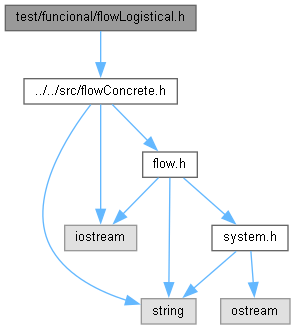 test/funcional/flowLogistical.h
../../src/flowConcrete.h
flow.h
iostream
system.h
string
ostream